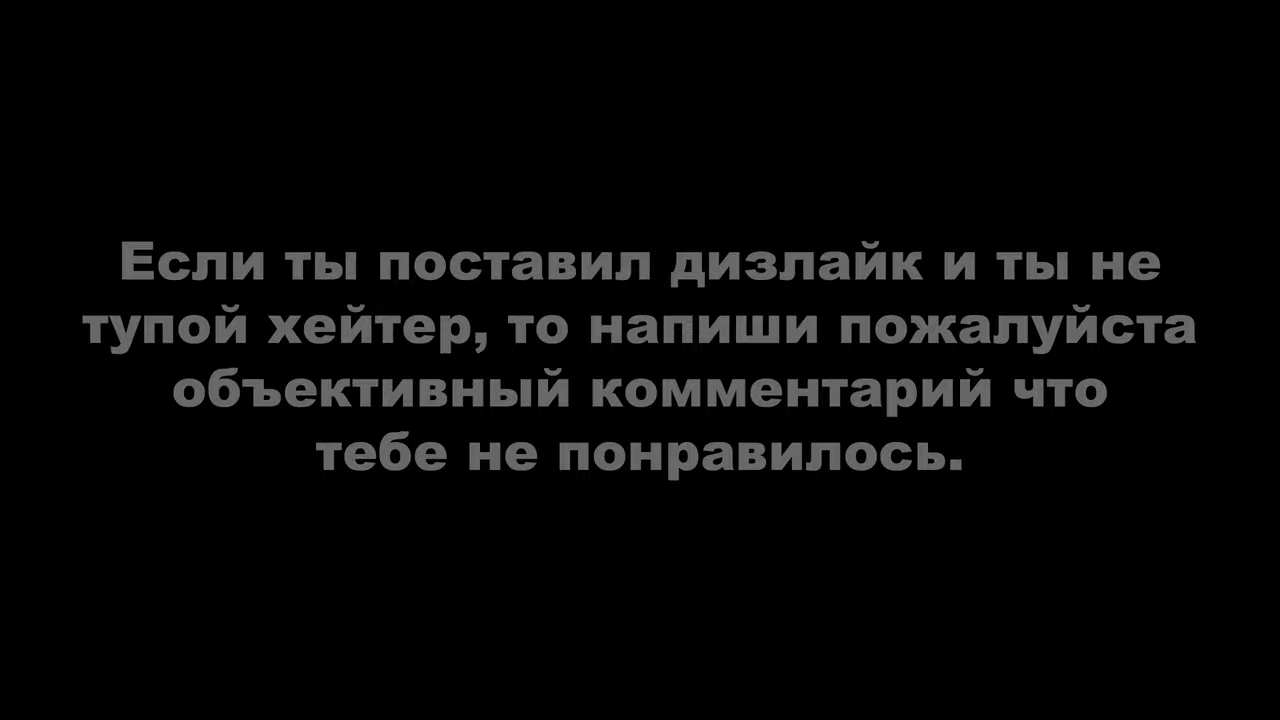 Если ты поставил дизлайк и ты не
тупой хейтер, то напиши пожалуйста
объективный комментарий что
тебе не понравилось.